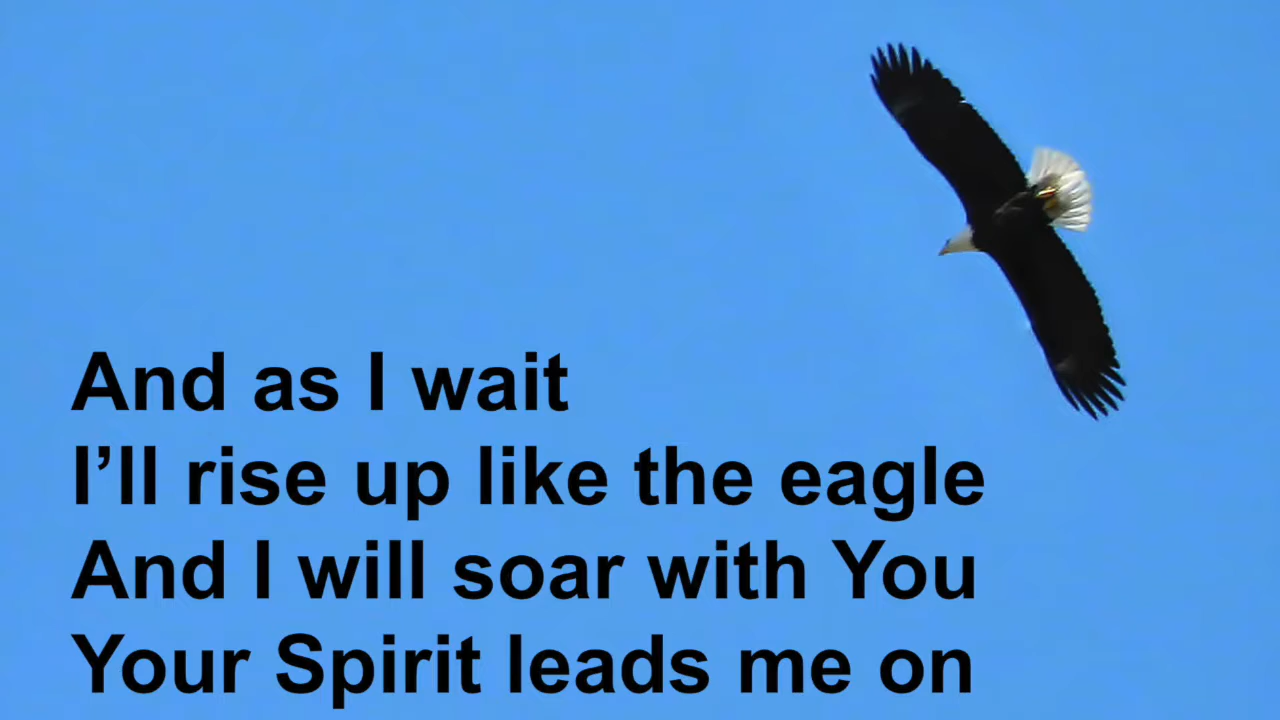 And as I wait
I’ll rise up like the eagle
And I will soar with You
Your Spirit leads me on